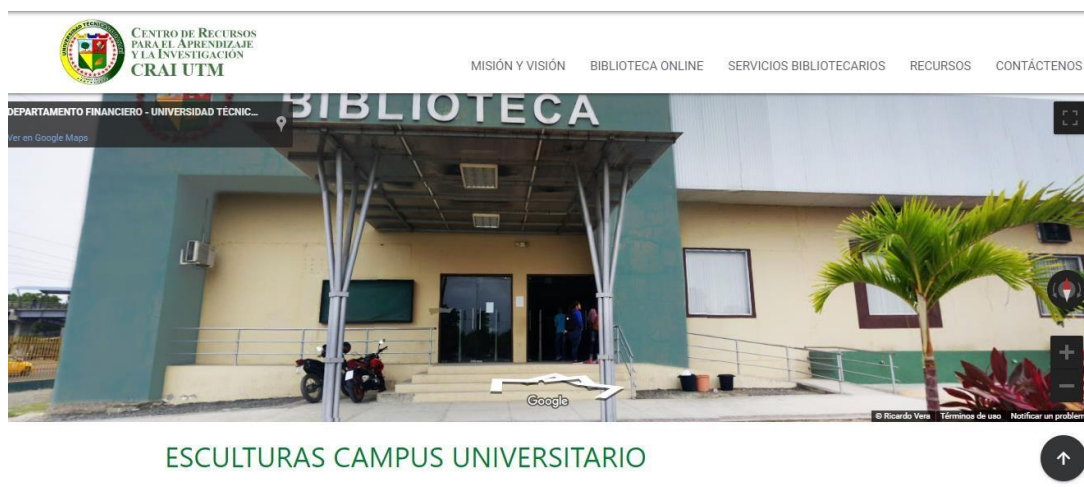 CENTRO DE RECURSOS
PARA EL APRENDIZAJE
Y LA INVESTIGACIÓN
CRAI UTM
MISIÓN Y VISIÓN BIBLIOTECA ONLINE SERVICIOS BIBLIOTECARIOS RECURSOS CONTÁCTENOS
DEPARTAMENTO FINANCIERO - UNIVERSIDAD TÉCNIC...
Ver en Google Maps
BIBLIOTECA
Google
© Ricardo Vera Términos de uso Notificar un problem
ESCULTURAS CAMPUS UNIVERSITARIO